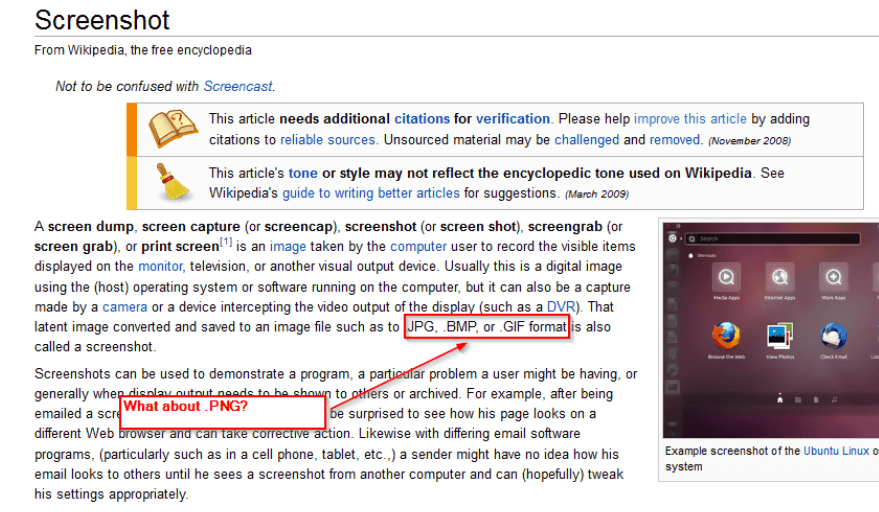 Screenshot
From Wikipedia, the free encyclopedia
Not to be confused with Screencast.
This article needs additional citations for verification. Please help improve this article by adding
citations to reliable sources. Unsourced material may be challenged and removed. (November 2008)
This article's tone or style may not reflect the encyclopedic tone used on Wikipedia. See
Wikipedia's guide to writing better articles for suggestions. (March 2009)
A screen dump, screen capture (or screencap), screenshot (or screen shot), screengrab (or
screen grab), or print screen[1] is an image taken by the computer user to record the visible items
displayed on the monitor, television, or another visual output device. Usually this is a digital image
using the (host) operating system or software running on the computer, but it can also be a capture
made by a camera or a device intercepting the video output of the display (such as a DVR). That
latent image converted and saved to an image file such as to JPG, .BMP, or .GIF format is also
called a screenshot.
Screenshots can be used to demonstrate a program, a particular problem a user might be having, or
generally when display output needs to be shown to others or archived. For example, after being
emailed a be surprised to see how his page looks on a
What about .PNG?
different Web browser and can take corrective action. Likewise with differing email software
programs, (particularly such as in a cell phone, tablet, etc.,) a sender might have no idea how his
email looks to others until he sees a screenshot from another computer and can (hopefully) tweak
his settings appropriately.
Search
Shortcuts
Media Apps Internet Apps More Apps
Browse the web View Photos Check Email
Example screenshot of the Ubuntu Linux
system